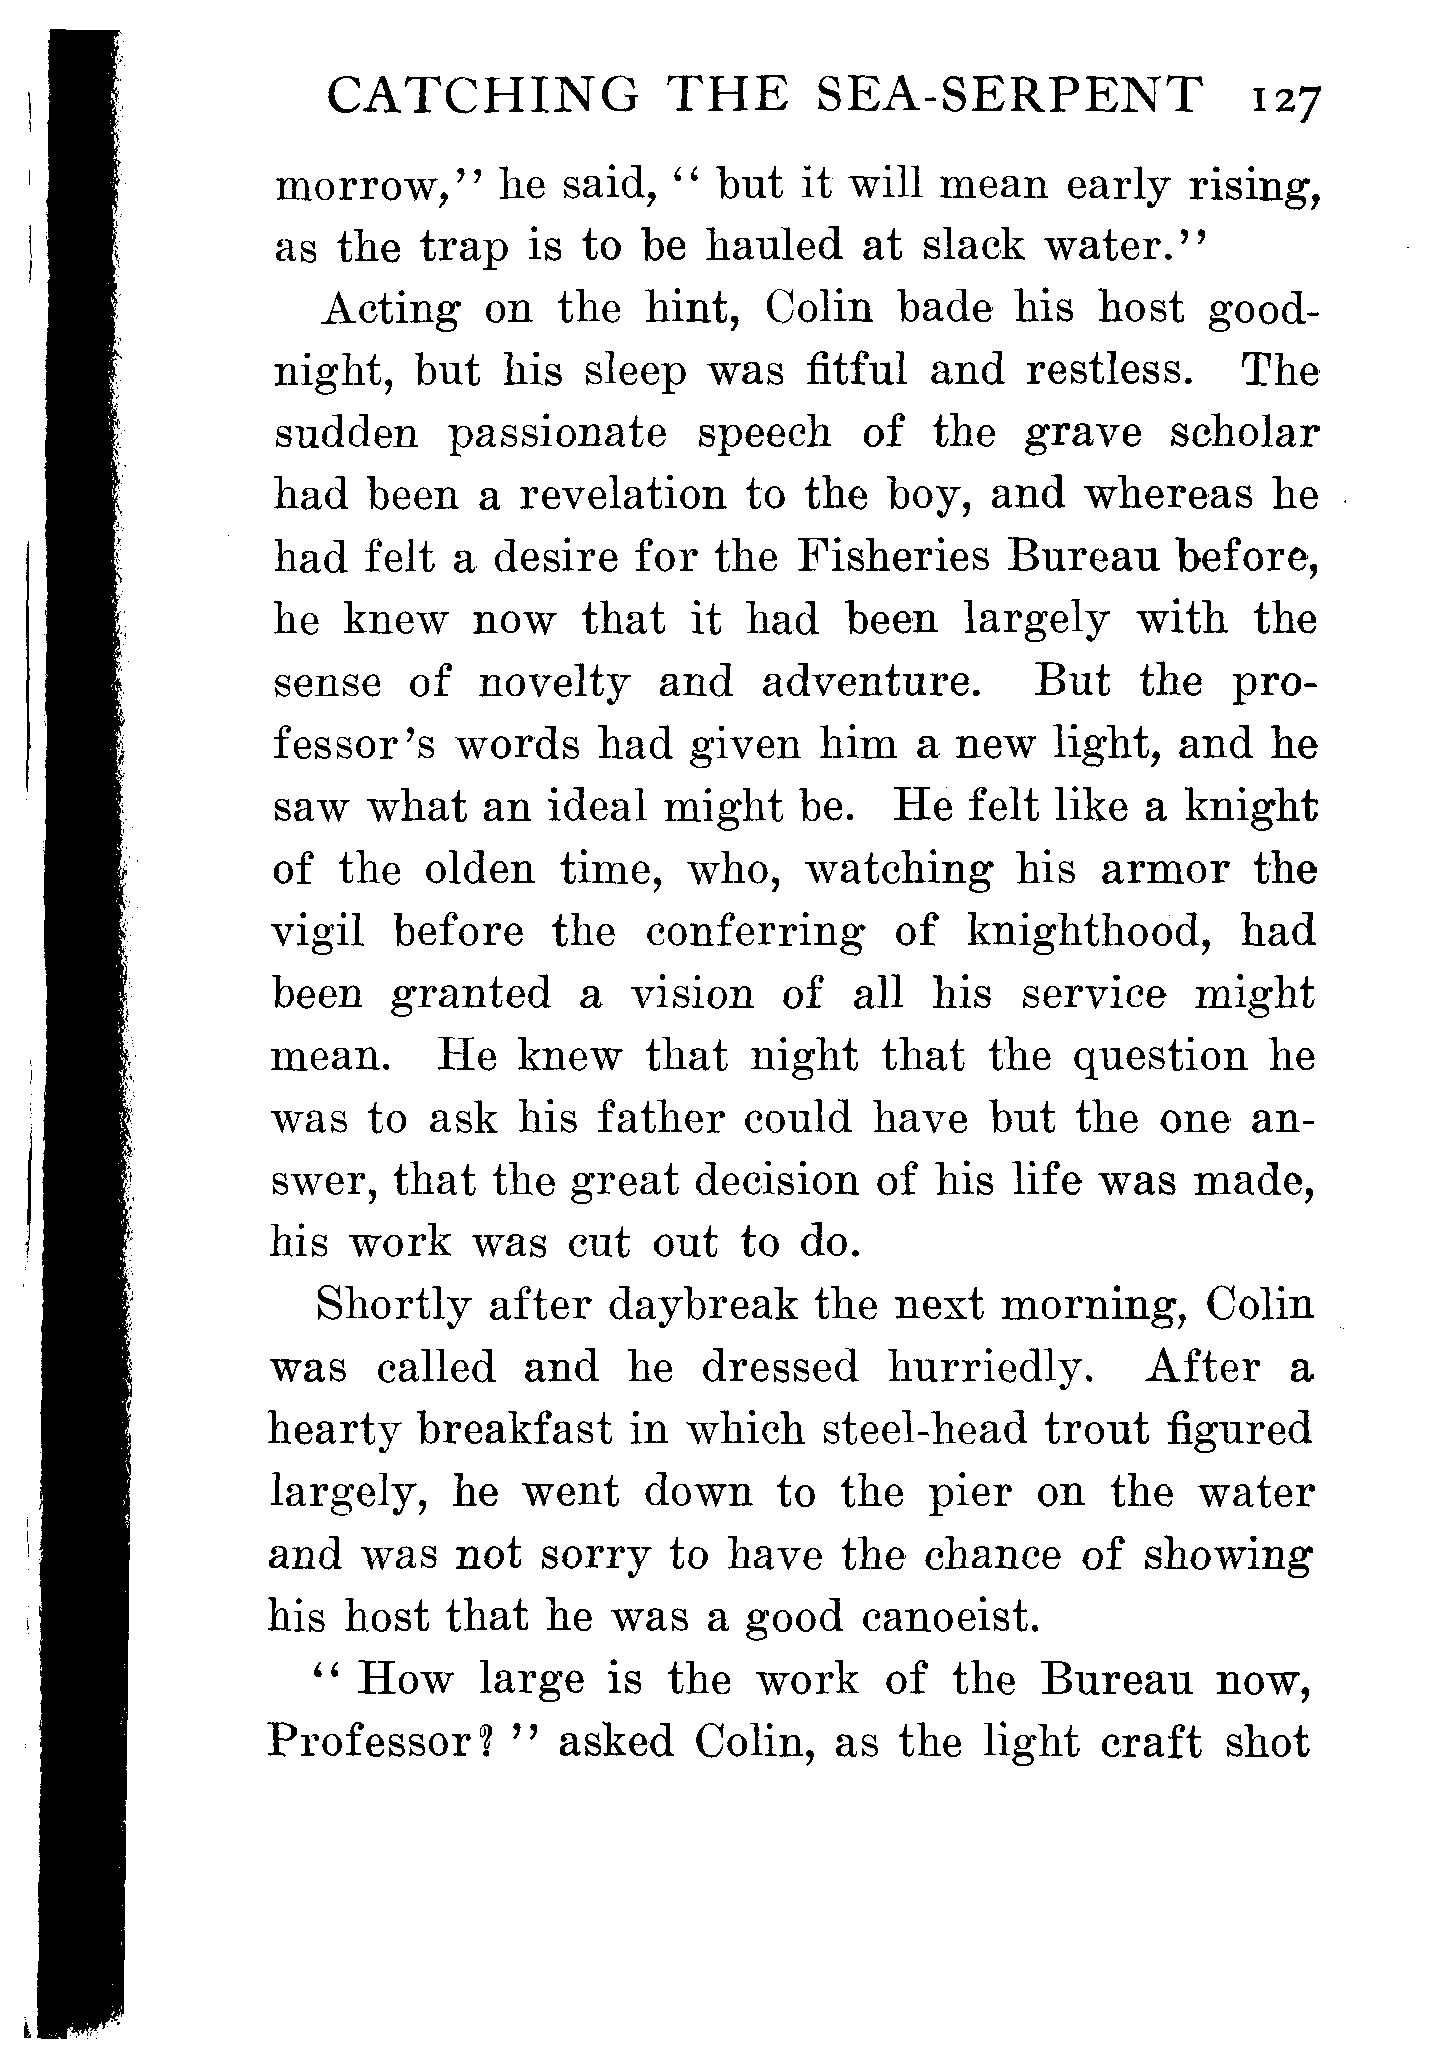 CATCHING THE SEA-SERPENT 127
morrow,'' he said, `` but it will mean early rising,
as the trap is to be hauled at slack water.''
Acting on the hint, Colin bade his host good-
night, but his sleep was fitful and restless. The
sudden passionate speech of the grave scholar
had been a revelation to the boy, and whereas he
had felt a desire for the Fisheries Bureau before,
he knew now that it had been largely with the
sense of novelty and adventure. But the pro-
fessor's words had given him a new light, and he
saw what an ideal might be. He felt like a knight
of the olden time, who, watching his armor the
vigil before the conferring of knighthood, had
been granted a vision of all his service might
mean. He knew that night that the question he
was to ask his father could have but the one an-
swer, that the great decision of his life was made,
his work was cut out to do.
Shortly after daybreak the next morning, Colin
was called and he dressed hurriedly. After a
hearty breakfast in which steel-head trout figured
largely, he went down to the pier on the water
and was not sorry to have the chance of showing
his host that he was a good canoeist.
`` How large is the work of the Bureau now,
Professor? '' asked Colin, as the light craft shot